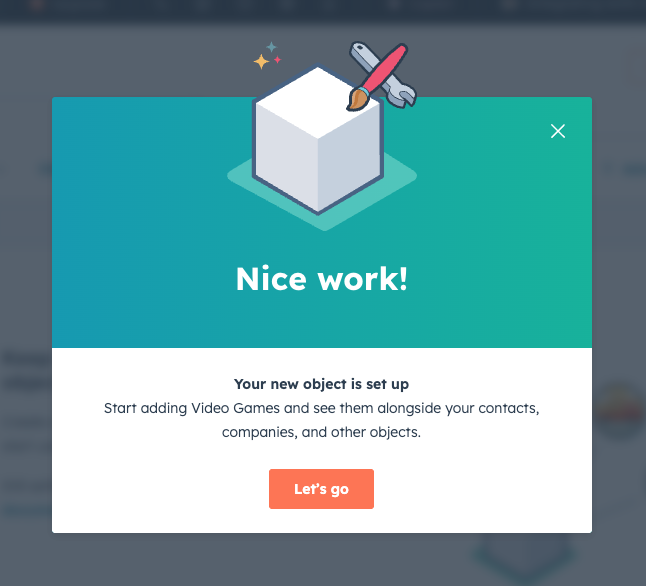 Nice work!
Your new object is set up
Start adding Video Games and see them alongside your contacts,
companies, and other objects.
Let's go